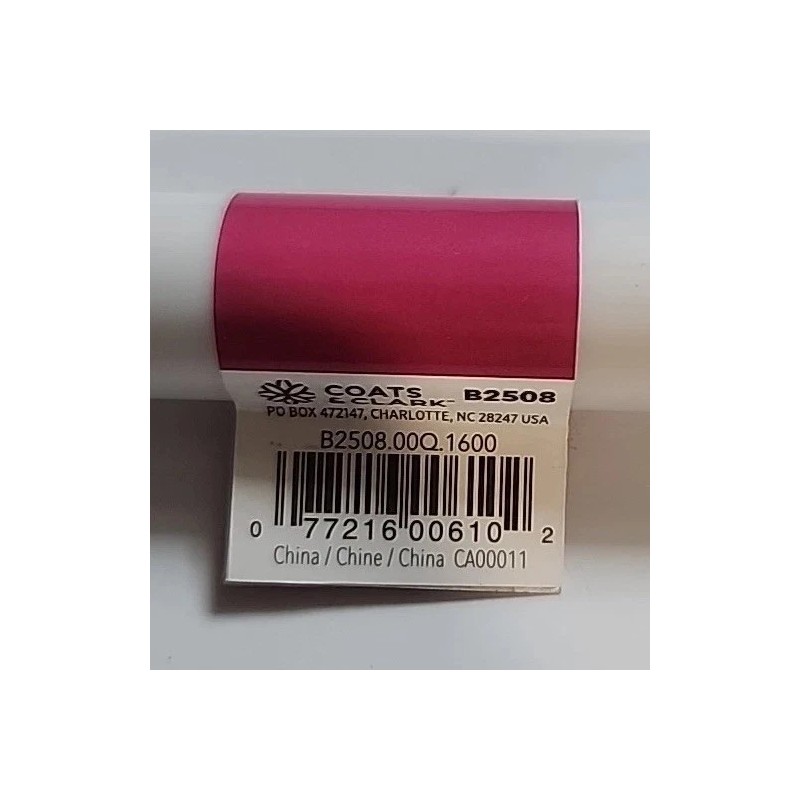 COATS B2508
& CLARK™
PO BOX 472147, CHARLOTTE, NC 28247 USA
B2508.00Q.1600
0 77216 00610 2
China / Chine / China CA00011